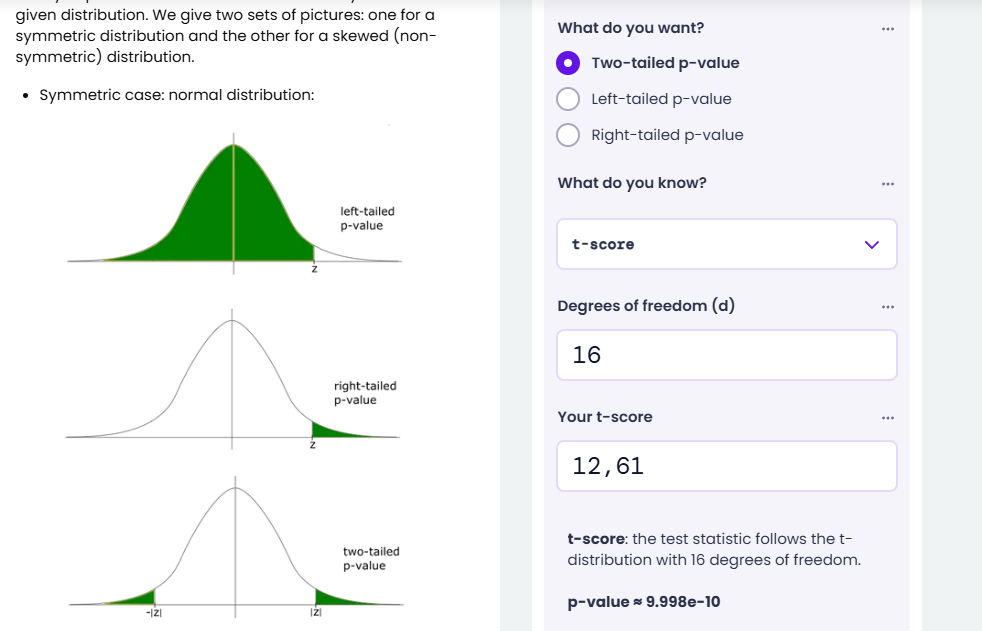 given distribution. We give two sets of pictures: one for a
symmetric distribution and the other for a skewed (non-
symmetric) distribution.
• Symmetric case: normal distribution:
left-tailed
p-value
z
right-tailed
p-value
z
two-tailed
p-value
-|z|
|z|
What do you want?
...
Two-tailed p-value
Left-tailed p-value
Right-tailed p-value
What do you know?
...
t-score
Degrees of freedom (d)
...
16
Your t-score
...
12,61
t-score: the test statistic follows the t-
distribution with 16 degrees of freedom.
p-value ≈ 9.998e-10